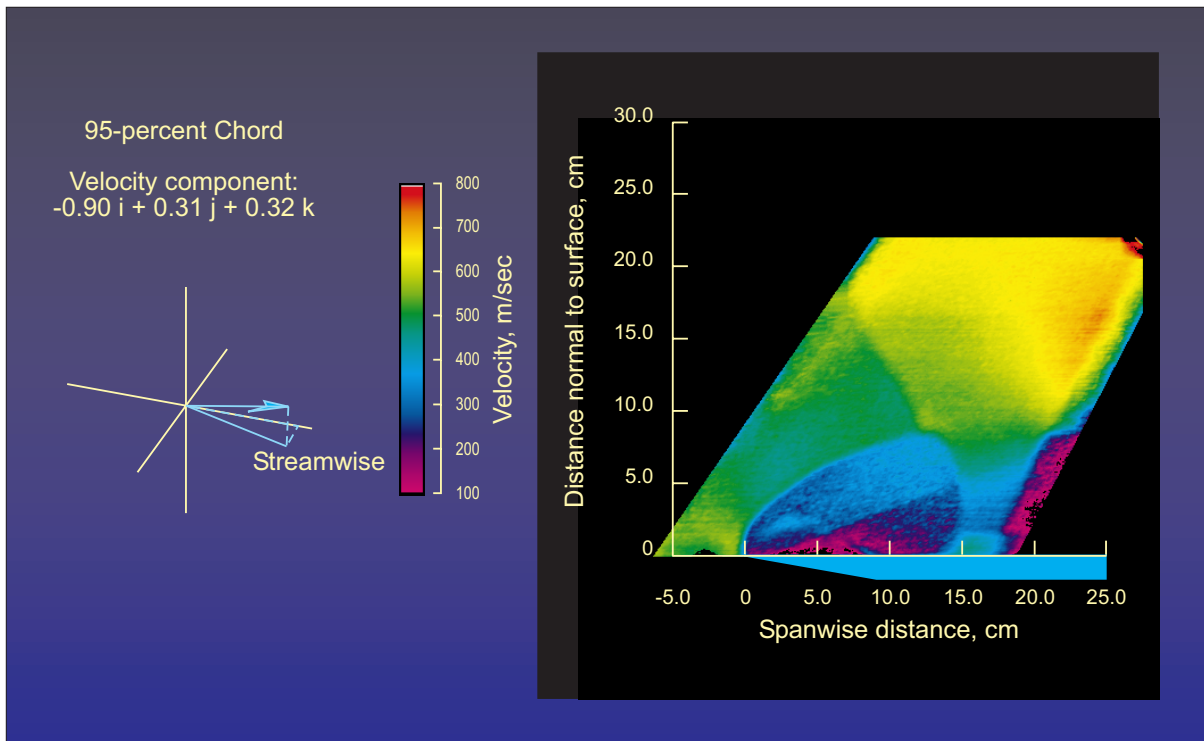 95-percent Chord
Velocity component:
-0.90 i + 0.31 j + 0.32 k
Streamwise
800
700
600
500
400
300
200
100
Velocity, m/sec
30.0
25.0
20.0
15.0
10.0
5.0
0
Distance normal to surface, cm
-5.0 0 5.0 10.0 15.0 20.0 25.0
Spanwise distance, cm